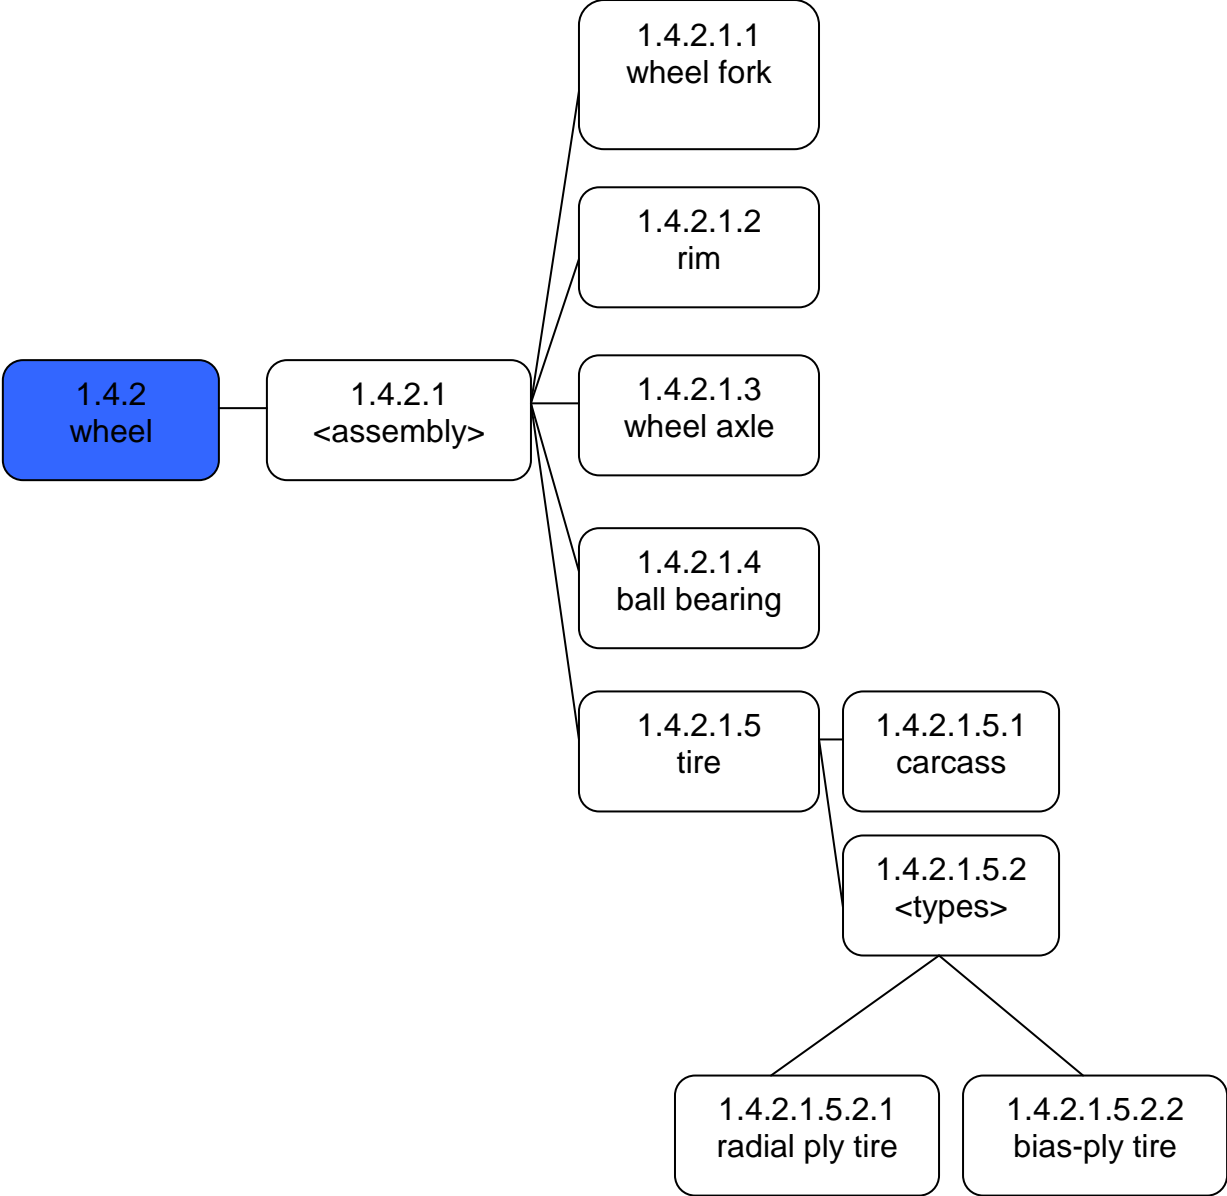 1.4.2.1.1
wheel fork
1.4.2.1.2
rim
1.4.2
wheel
1.4.2.1
<assembly>
1.4.2.1.3
wheel axle
1.4.2.1.4
ball bearing
1.4.2.1.5
tire
1.4.2.1.5.1
carcass
1.4.2.1.5.2
<types>
1.4.2.1.5.2.1
radial ply tire
1.4.2.1.5.2.2
bias-ply tire